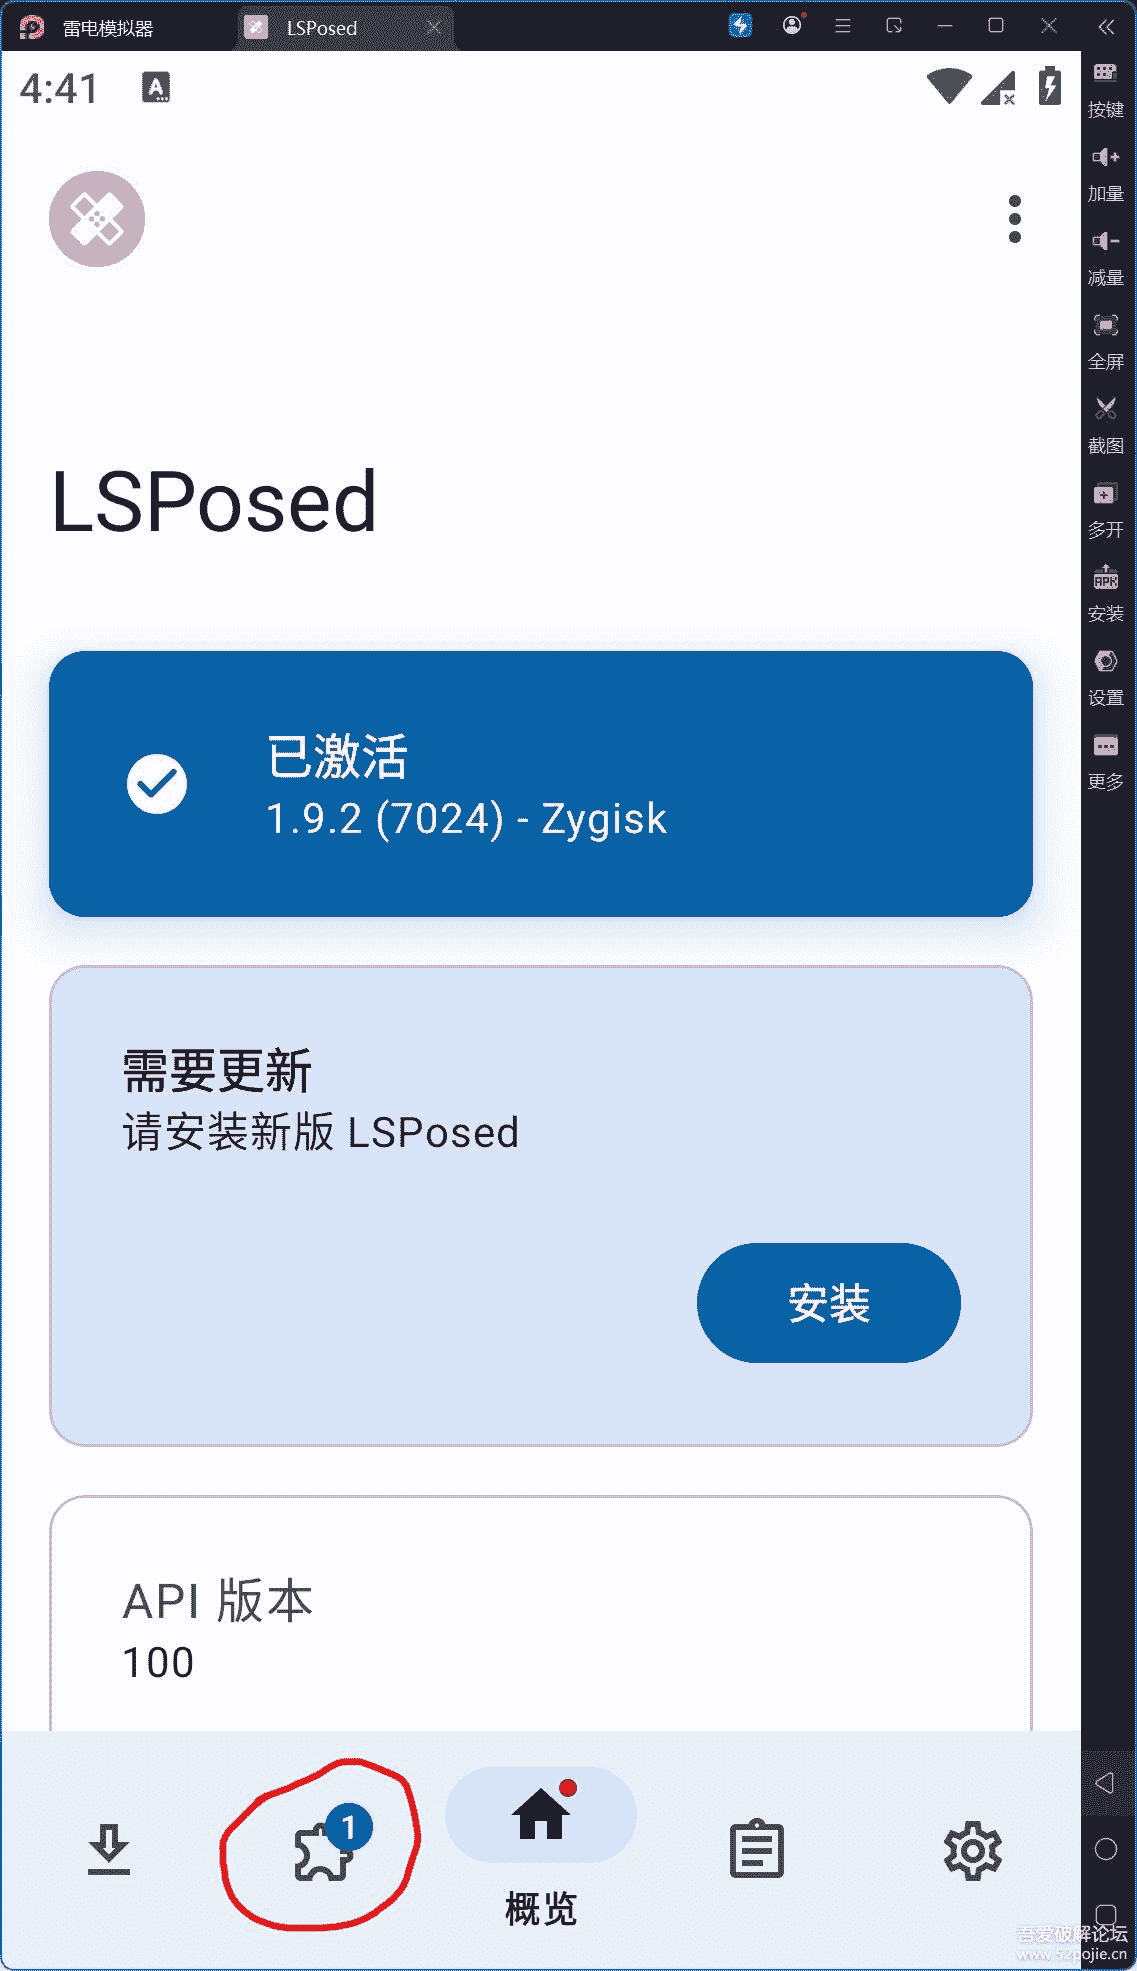 雷电模拟器
LSPosed
4:41
A
按键
加量
减量
全屏
截图
多开
APK
安装
设置
更多
LSPosed
已激活
1.9.2 (7024) - Zygisk
需要更新
请安装新版 LSPosed
安装
API 版本
100
1
概览
吾爱破解论坛
www.52pojie.cn